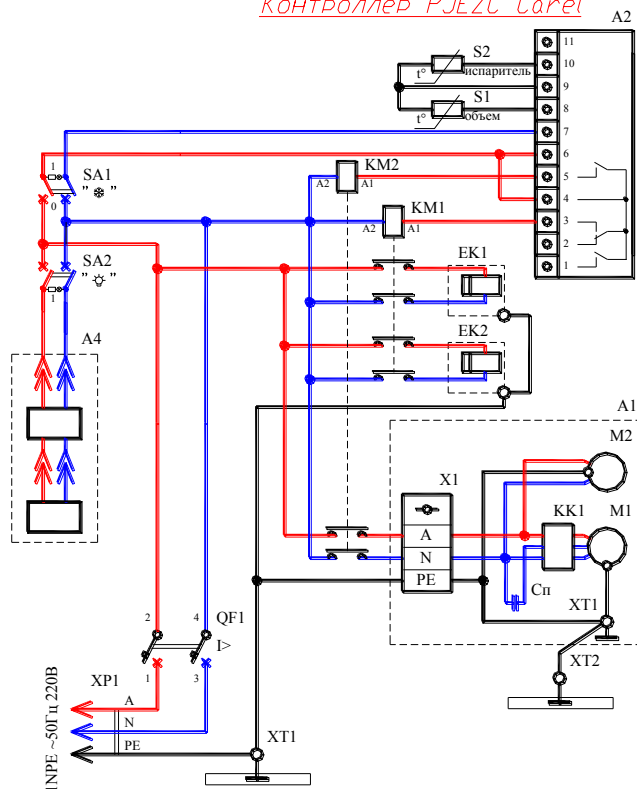 Контроллер PJEZC Carel
A2
11
S2
10
t° испаритель
9
S1
8
t° объем
7
6
1
SA1
KM2
5
A2 A1
" "
4
0
KM1
3
A2 A1
2
SA2
EK1
1
" "
1
A4
EK2
A1
M2
X1
KK1
M1
A
N
Сп
PE
XT1
2
4
QF1
I>
XT2
XP1
1
3
A
N
XT1
PE
1NPE ~50Гц 220В